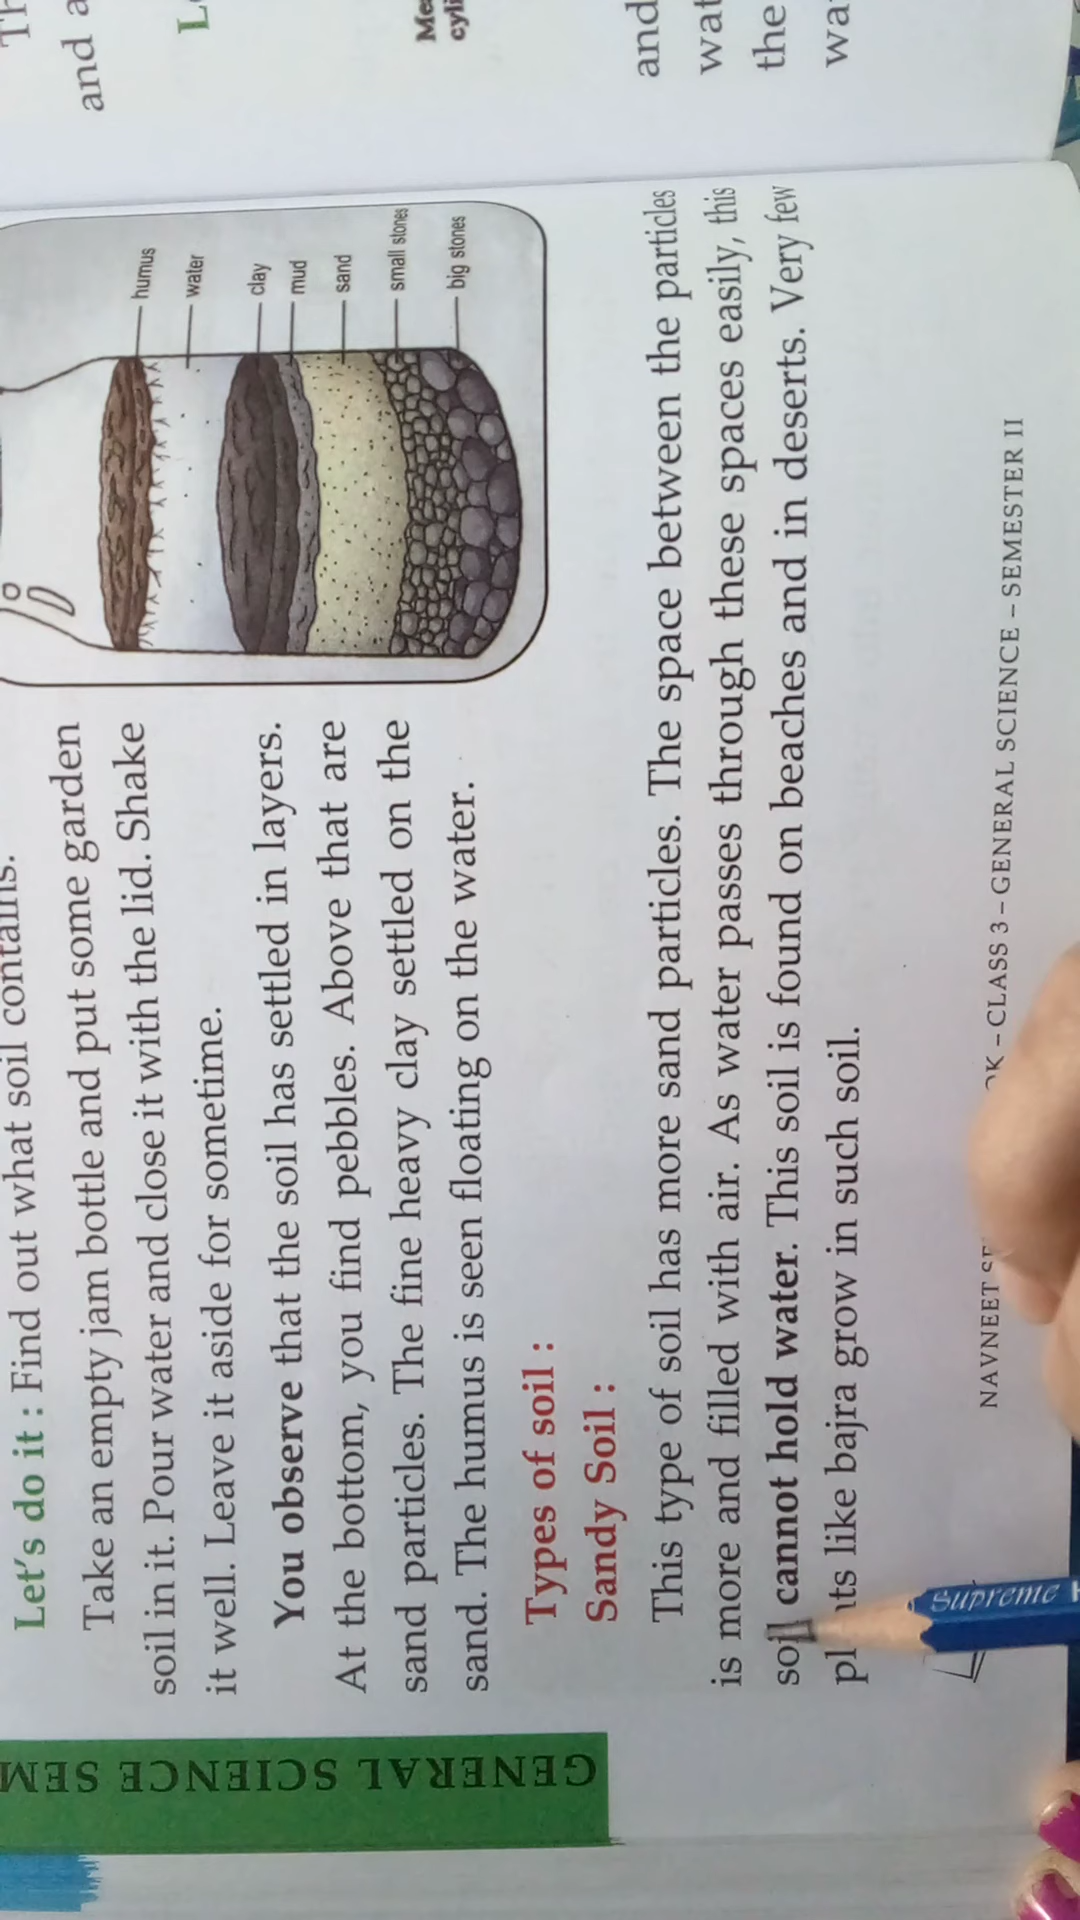 Let's do it : Find out what soil contains.
Take an empty jam bottle and put some garden
soil in it. Pour water and close it with the lid. Shake
it well. Leave it aside for sometime.
You observe that the soil has settled in layers.
At the bottom, you find pebbles. Above that are
sand particles. The fine heavy clay settled on the
sand. The humus is seen floating on the water.
humus
water
clay
mud
sand
small stones
big stones
Types of soil :
Sandy Soil :
This type of soil has more sand particles. The space between the particles
is more and filled with air. As water passes through these spaces easily, this
soil cannot hold water. This soil is found on beaches and in deserts. Very few
plants like bajra grow in such soil.
NAVNEET – CLASS 3 – GENERAL SCIENCE – SEMESTER II
GENERAL SCIENCE SEM
Supreme
and
wat
the
wa
and a